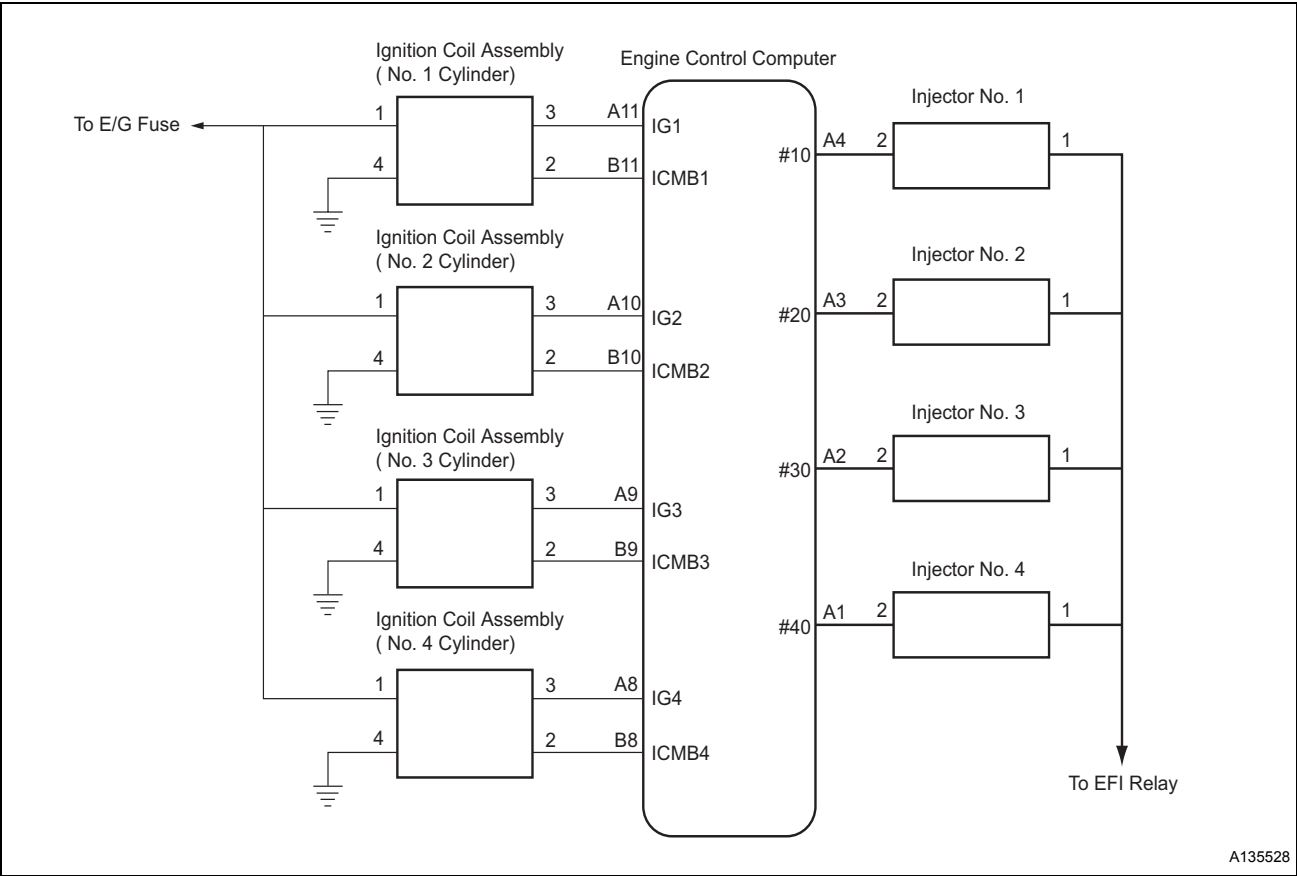 Ignition Coil Assembly
( No. 1 Cylinder)
Engine Control Computer
Injector No. 1
To E/G Fuse
1
3
A11
IG1
4
2
B11
ICMB1
#10
A4
2
1
Ignition Coil Assembly
( No. 2 Cylinder)
Injector No. 2
1
3
A10
IG2
4
2
B10
ICMB2
#20
A3
2
1
Ignition Coil Assembly
( No. 3 Cylinder)
Injector No. 3
1
3
A9
IG3
4
2
B9
ICMB3
#30
A2
2
1
Ignition Coil Assembly
( No. 4 Cylinder)
Injector No. 4
1
3
A8
IG4
4
2
B8
ICMB4
#40
A1
2
1
To EFI Relay
A135528